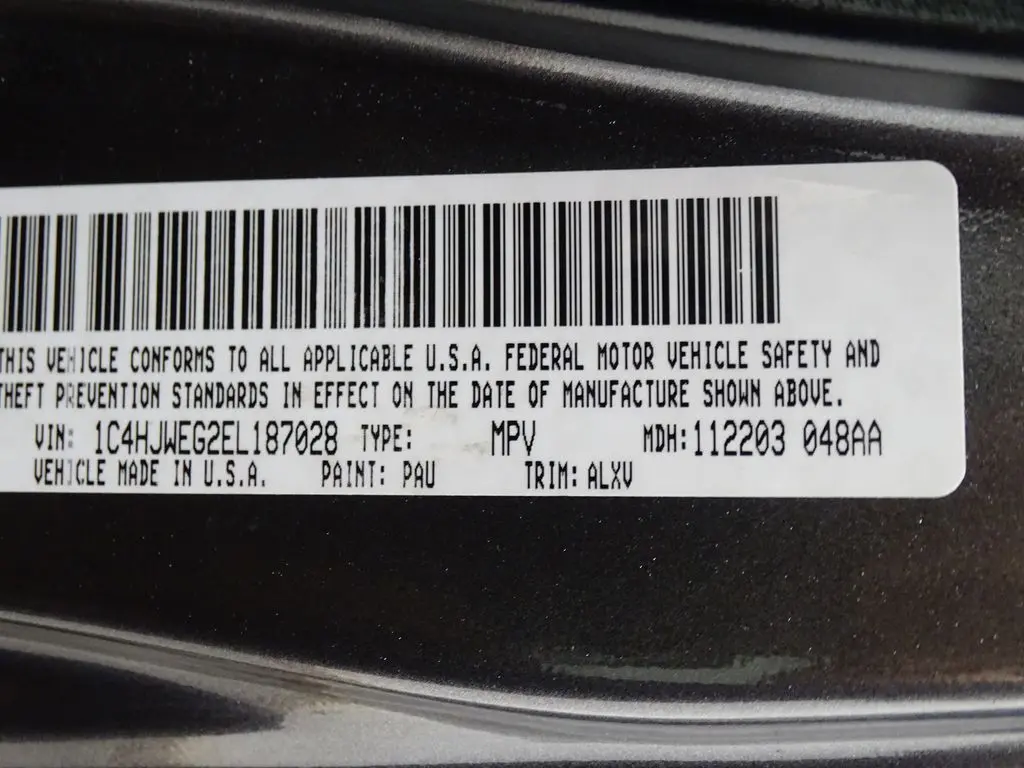 THIS VEHICLE CONFORMS TO ALL APPLICABLE U.S.A. FEDERAL MOTOR VEHICLE SAFETY AND
THEFT PREVENTION STANDARDS IN EFFECT ON THE DATE OF MANUFACTURE SHOWN ABOVE.
VIN: 1C4HJWEG2EL187028 TYPE: MPV MDH:112203 048AA
VEHICLE MADE IN U.S.A. PAINT: PAU TRIM: ALXV